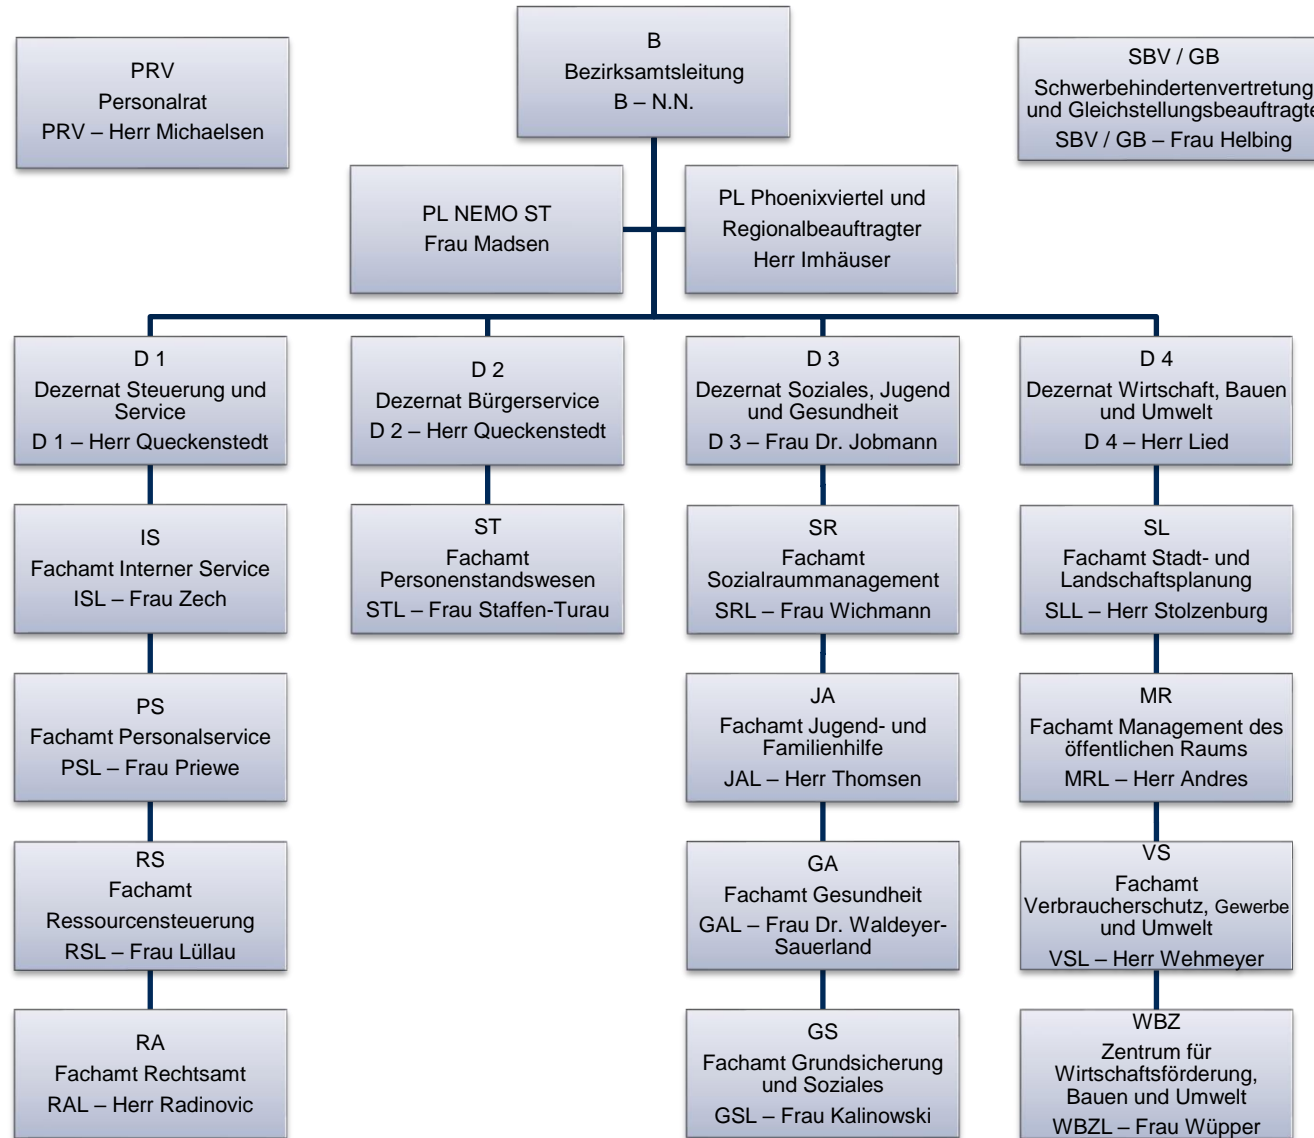 B
Bezirksamtsleitung
B – N.N.
PRV
Personalrat
PRV – Herr Michaelsen
SBV / GB
Schwerbehindertenvertretung
und Gleichstellungsbeauftragte
SBV / GB – Frau Helbing
PL NEMO ST
Frau Madsen
PL Phoenixviertel und
Regionalbeauftragter
Herr Imhäuser
D 1
Dezernat Steuerung und
Service
D 1 – Herr Queckenstedt
IS
Fachamt Interner Service
ISL – Frau Zech
PS
Fachamt Personalservice
PSL – Frau Priewe
RS
Fachamt
Ressourcensteuerung
RSL – Frau Lüllau
RA
Fachamt Rechtsamt
RAL – Herr Radinovic
D 2
Dezernat Bürgerservice
D 2 – Herr Queckenstedt
ST
Fachamt
Personenstandswesen
STL – Frau Staffen-Turau
D 3
Dezernat Soziales, Jugend
und Gesundheit
D 3 – Frau Dr. Jobmann
SR
Fachamt
Sozialraummanagement
SRL – Frau Wichmann
JA
Fachamt Jugend- und
Familienhilfe
JAL – Herr Thomsen
GA
Fachamt Gesundheit
GAL – Frau Dr. Waldeyer-
Sauerland
GS
Fachamt Grundsicherung
und Soziales
GSL – Frau Kalinowski
D 4
Dezernat Wirtschaft, Bauen
und Umwelt
D 4 – Herr Lied
SL
Fachamt Stadt- und
Landschaftsplanung
SLL – Herr Stolzenburg
MR
Fachamt Management des
öffentlichen Raums
MRL – Herr Andres
VS
Fachamt
Verbraucherschutz, Gewerbe
und Umwelt
VSL – Herr Wehmeyer
WBZ
Zentrum für
Wirtschaftsförderung,
Bauen und Umwelt
WBZL – Frau Wüpper